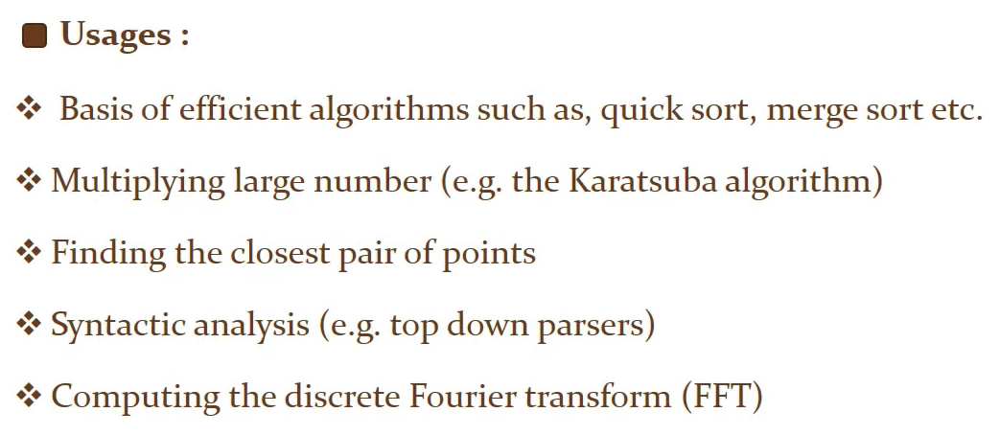 Usages :
Basis of efficient algorithms such as, quick sort, merge sort etc.
Multiplying large number (e.g. the Karatsuba algorithm)
Finding the closest pair of points
Syntactic analysis (e.g. top down parsers)
Computing the discrete Fourier transform (FFT)